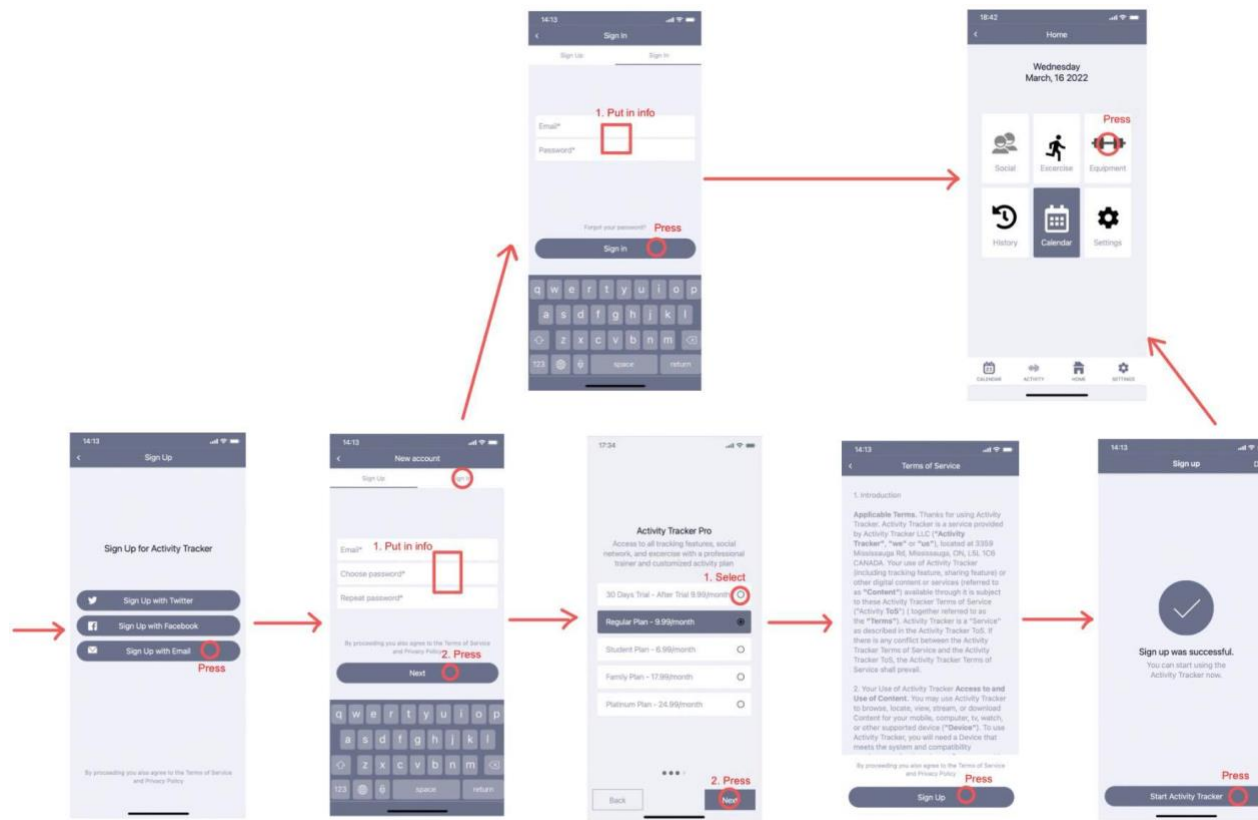 14:13
Sign In
Sign Up
Sign In
1. Put in info
Email*
Password*
Forgot your password?
Press
Sign in
q w e r t y u i o p
a s d f g h j k l
z x c v b n m
123
space
return
18:42
Home
Wednesday
March, 16 2022
Press
Social
Excercise
Equipment
History
Calendar
Settings
CALENDAR
ACTIVITY
HOME
SETTINGS
14:13
Sign Up
Sign Up for Activity Tracker
Sign Up with Twitter
Sign Up with Facebook
Sign Up with Email
Press
By proceeding you also agree to the Terms of Service
and Privacy Policy
14:13
New account
Sign Up
Sign In
Email*
1. Put in info
Choose password*
Repeat password*
By proceeding you also agree to the Terms of Service
and Privacy Policy
2. Press
Next
q w e r t y u i o p
a s d f g h j k l
z x c v b n m
123
space
return
17:34
Activity Tracker Pro
Access to all tracking features, social
network, and excercise with a professional
trainer and customized activity plan
1. Select
30 Days Trial - After Trial 9.99/month
Regular Plan - 9.99/month
Student Plan - 6.99/month
Family Plan - 17.99/month
Platinum Plan - 24.99/month
2. Press
Back
Next
14:13
Terms of Service
1. Introduction
Applicable Terms. Thanks for using Activity
Tracker. Activity Tracker is a service provided
by Activity Tracker LLC ("Activity
Tracker", "we" or "us"), located at 3359
Mississauga Rd, Mississauga, ON, L5L 1C6
CANADA. Your use of Activity Tracker
(including tracking feature, sharing feature) or
other digital content or services (referred to
as "Content") available through it is subject
to these Activity Tracker Terms of Service
("Activity ToS") ( together referred to as
the "Terms"). Activity Tracker is a "Service"
as described in the Activity Tracker ToS. If
there is any conflict between the Activity
Tracker Terms of Service and the Activity
Tracker ToS, the Activity Tracker Terms of
Service shall prevail.
2. Your Use of Activity Tracker Access to and
Use of Content. You may use Activity Tracker
to browse, locate, view, stream, or download
Content for your mobile, computer, tv, watch,
or other supported device ("Device"). To use
Activity Tracker, you will need a Device that
meets the system and compatibility
By proceeding you also agree to the Terms of Service
and Privacy Policy
Press
Sign Up
14:13
Sign up
Sign up was successful.
You can start using the
Activity Tracker now.
Press
Start Activity Tracker